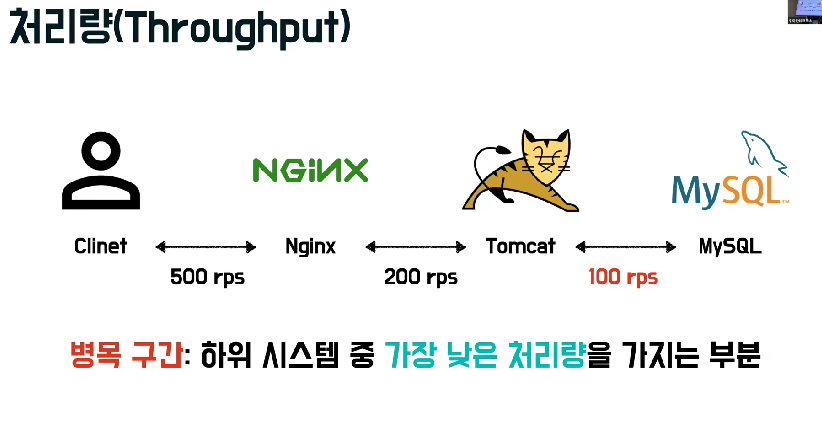 처리량(Throughput)
NGiNX
MySQL™
Clinet
Nginx
Tomcat
MySQL
500 rps
200 rps
100 rps
병목 구간: 하위 시스템 중 가장 낮은 처리량을 가지는 부분